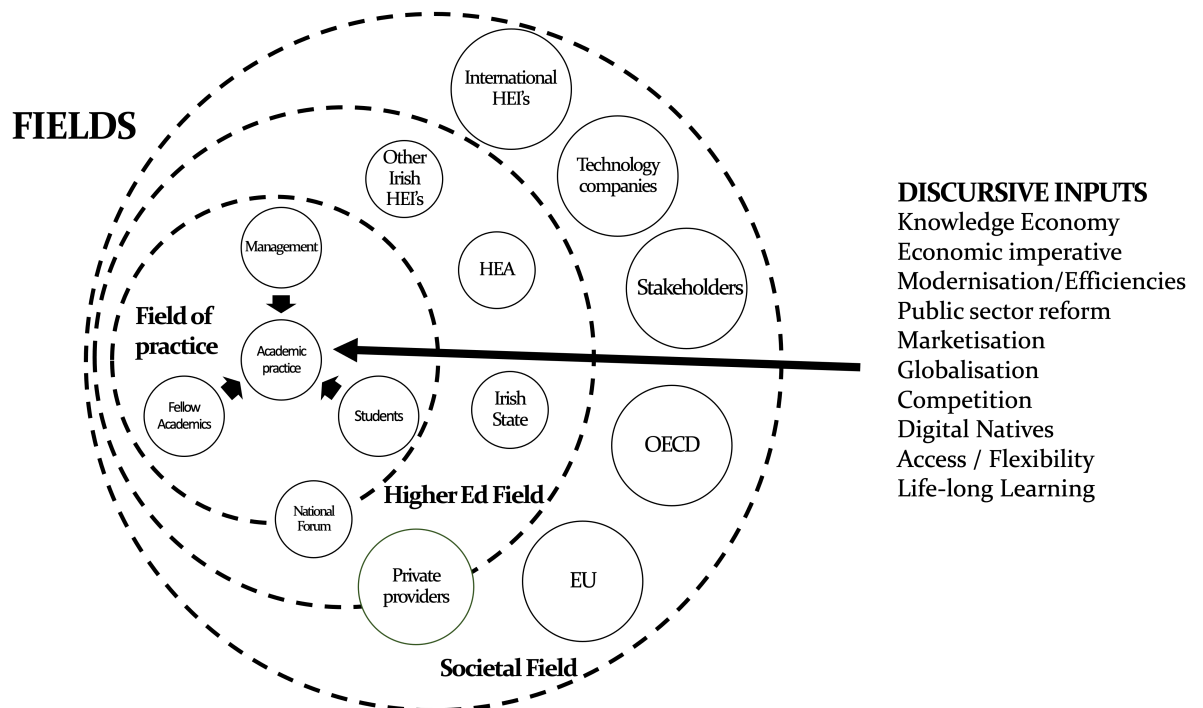 FIELDS
International
HEI's
Technology
companies
Other
Irish
HEI's
Management
HEA
Stakeholders
Field of
practice
Academic
practice
Fellow
Academics
Students
Irish
State
OECD
Higher Ed Field
National
Forum
Private
providers
EU
Societal Field
DISCURSIVE INPUTS
Knowledge Economy
Economic imperative
Modernisation/Efficiencies
Public sector reform
Marketisation
Globalisation
Competition
Digital Natives
Access / Flexibility
Life-long Learning